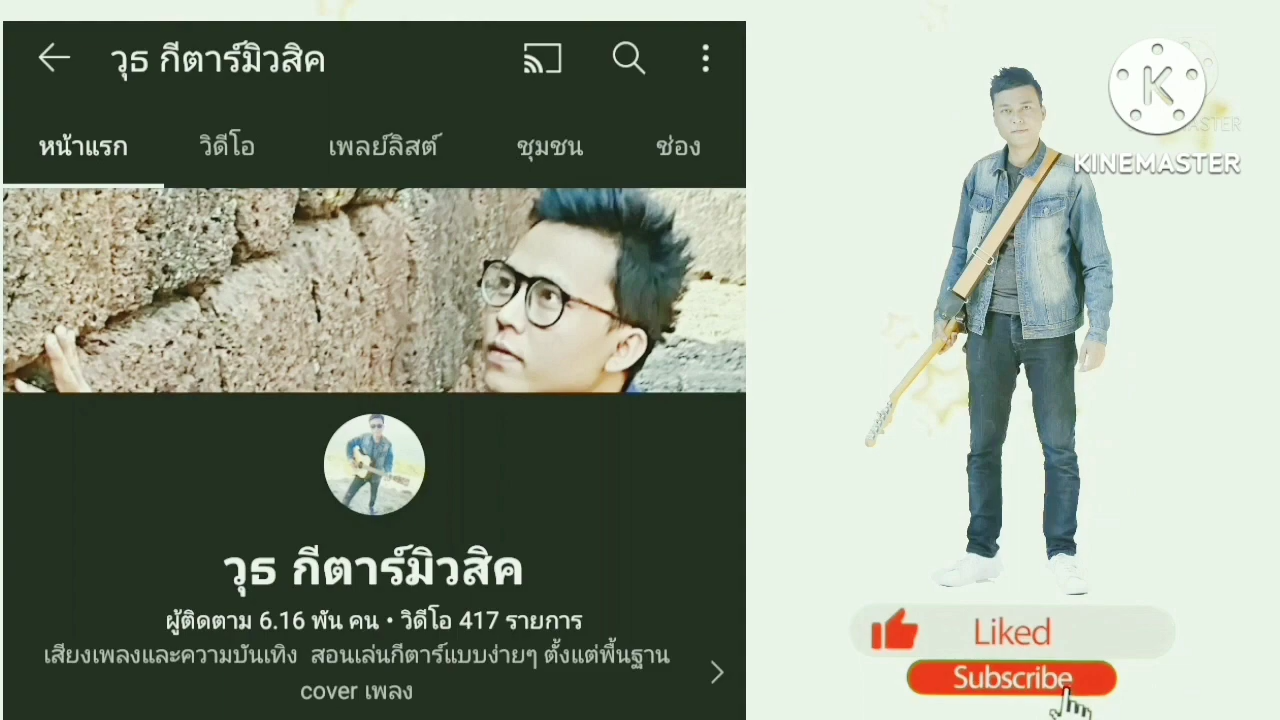 วุธ กีตาร์มิวสิค
หน้าแรก วิดีโอ เพลย์ลิสต์ ชุมชน ช่อง
วุธ กีตาร์มิวสิค
ผู้ติดตาม 6.16 พัน คน • วิดีโอ 417 รายการ
เสียงเพลงและความบันเทิง สอนเล่นกีตาร์แบบง่ายๆ ตั้งแต่พื้นฐาน
cover เพลง
K
KINEMASTER
Liked
Subscribe